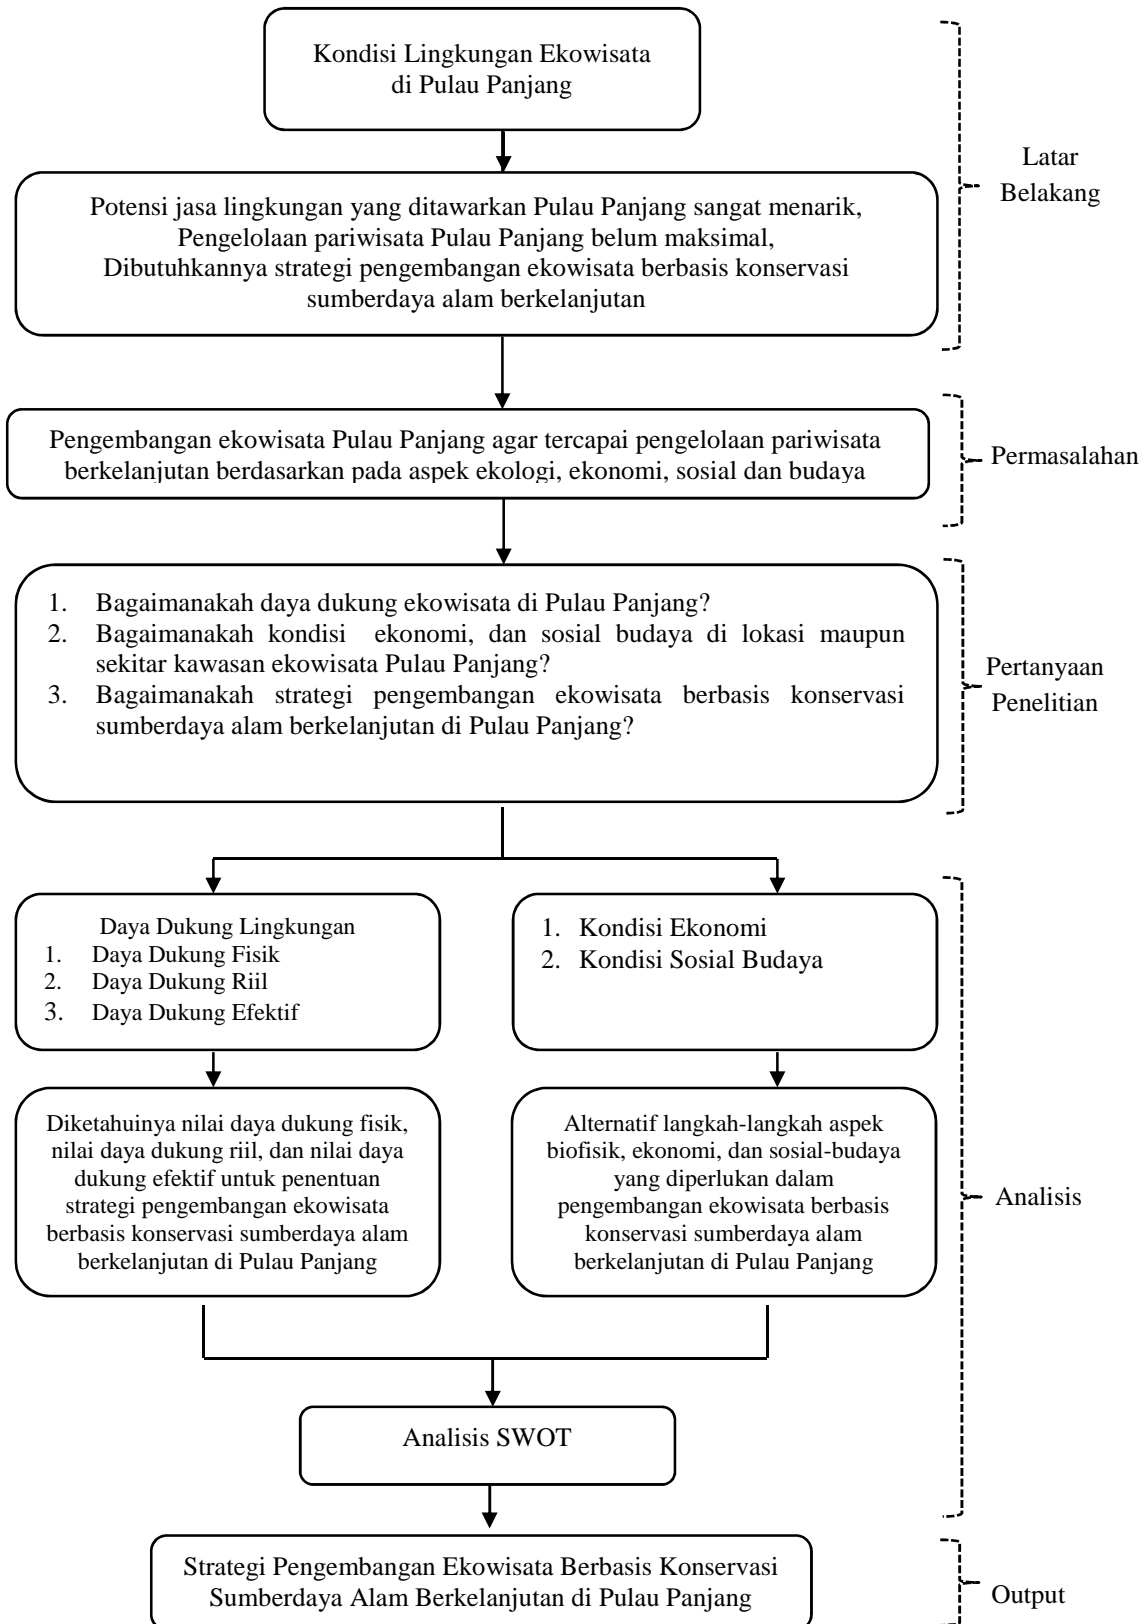 Kondisi Lingkungan Ekowisata
di Pulau Panjang
Latar
Belakang
Potensi jasa lingkungan yang ditawarkan Pulau Panjang sangat menarik,
Pengelolaan pariwisata Pulau Panjang belum maksimal,
Dibutuhkannya strategi pengembangan ekowisata berbasis konservasi
sumberdaya alam berkelanjutan
Pengembangan ekowisata Pulau Panjang agar tercapai pengelolaan pariwisata
berkelanjutan berdasarkan pada aspek ekologi, ekonomi, sosial dan budaya
Permasalahan
1. Bagaimanakah daya dukung ekowisata di Pulau Panjang?
2. Bagaimanakah kondisi ekonomi, dan sosial budaya di lokasi maupun
sekitar kawasan ekowisata Pulau Panjang?
3. Bagaimanakah strategi pengembangan ekowisata berbasis konservasi
sumberdaya alam berkelanjutan di Pulau Panjang?
Pertanyaan
Penelitian
Daya Dukung Lingkungan
1. Daya Dukung Fisik
2. Daya Dukung Riil
3. Daya Dukung Efektif
1. Kondisi Ekonomi
2. Kondisi Sosial Budaya
Diketahuinya nilai daya dukung fisik,
nilai daya dukung riil, dan nilai daya
dukung efektif untuk penentuan
strategi pengembangan ekowisata
berbasis konservasi sumberdaya alam
berkelanjutan di Pulau Panjang
Alternatif langkah-langkah aspek
biofisik, ekonomi, dan sosial-budaya
yang diperlukan dalam
pengembangan ekowisata berbasis
konservasi sumberdaya alam
berkelanjutan di Pulau Panjang
Analisis
Analisis SWOT
Strategi Pengembangan Ekowisata Berbasis Konservasi
Sumberdaya Alam Berkelanjutan di Pulau Panjang
Output